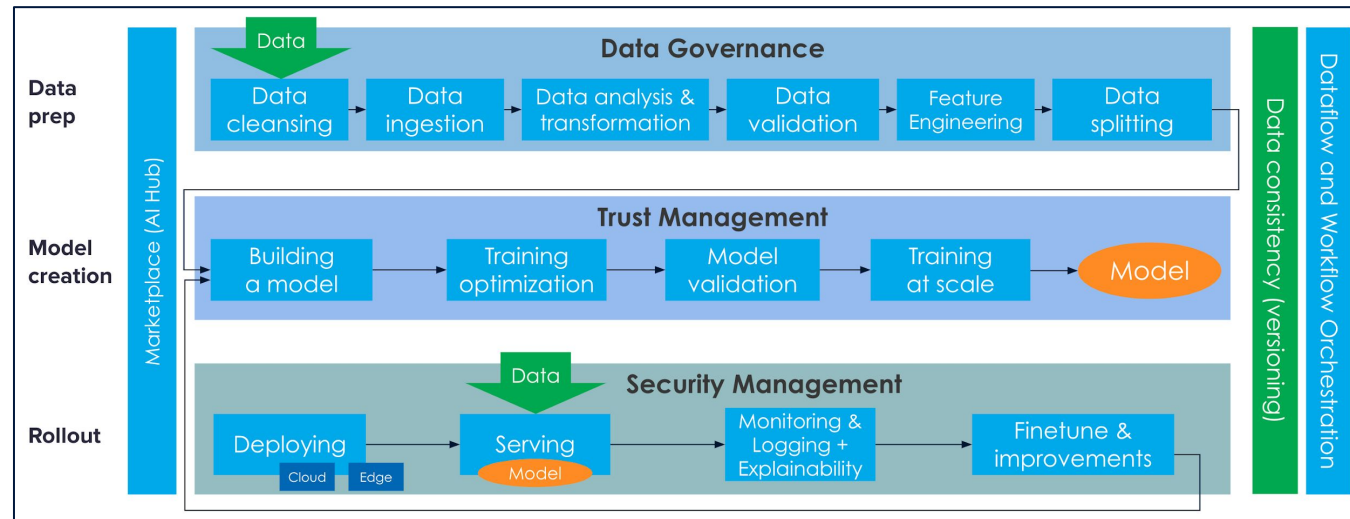 Data
prep
Marketplace (AI Hub)
Data
Data Governance
Data
cleansing
Data
ingestion
Data analysis &
transformation
Data
validation
Feature
Engineering
Data
splitting
Model
creation
Trust Management
Building
a model
Training
optimization
Model
validation
Training
at scale
Model
Rollout
Data
Security Management
Deploying
Cloud
Edge
Serving
Model
Monitoring &
Logging +
Explainability
Finetune &
improvements
Data consistency (versioning)
Dataflow and Workflow Orchestration